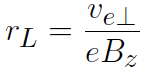 r_L = \frac{v_{e\perp}}{eB_z}